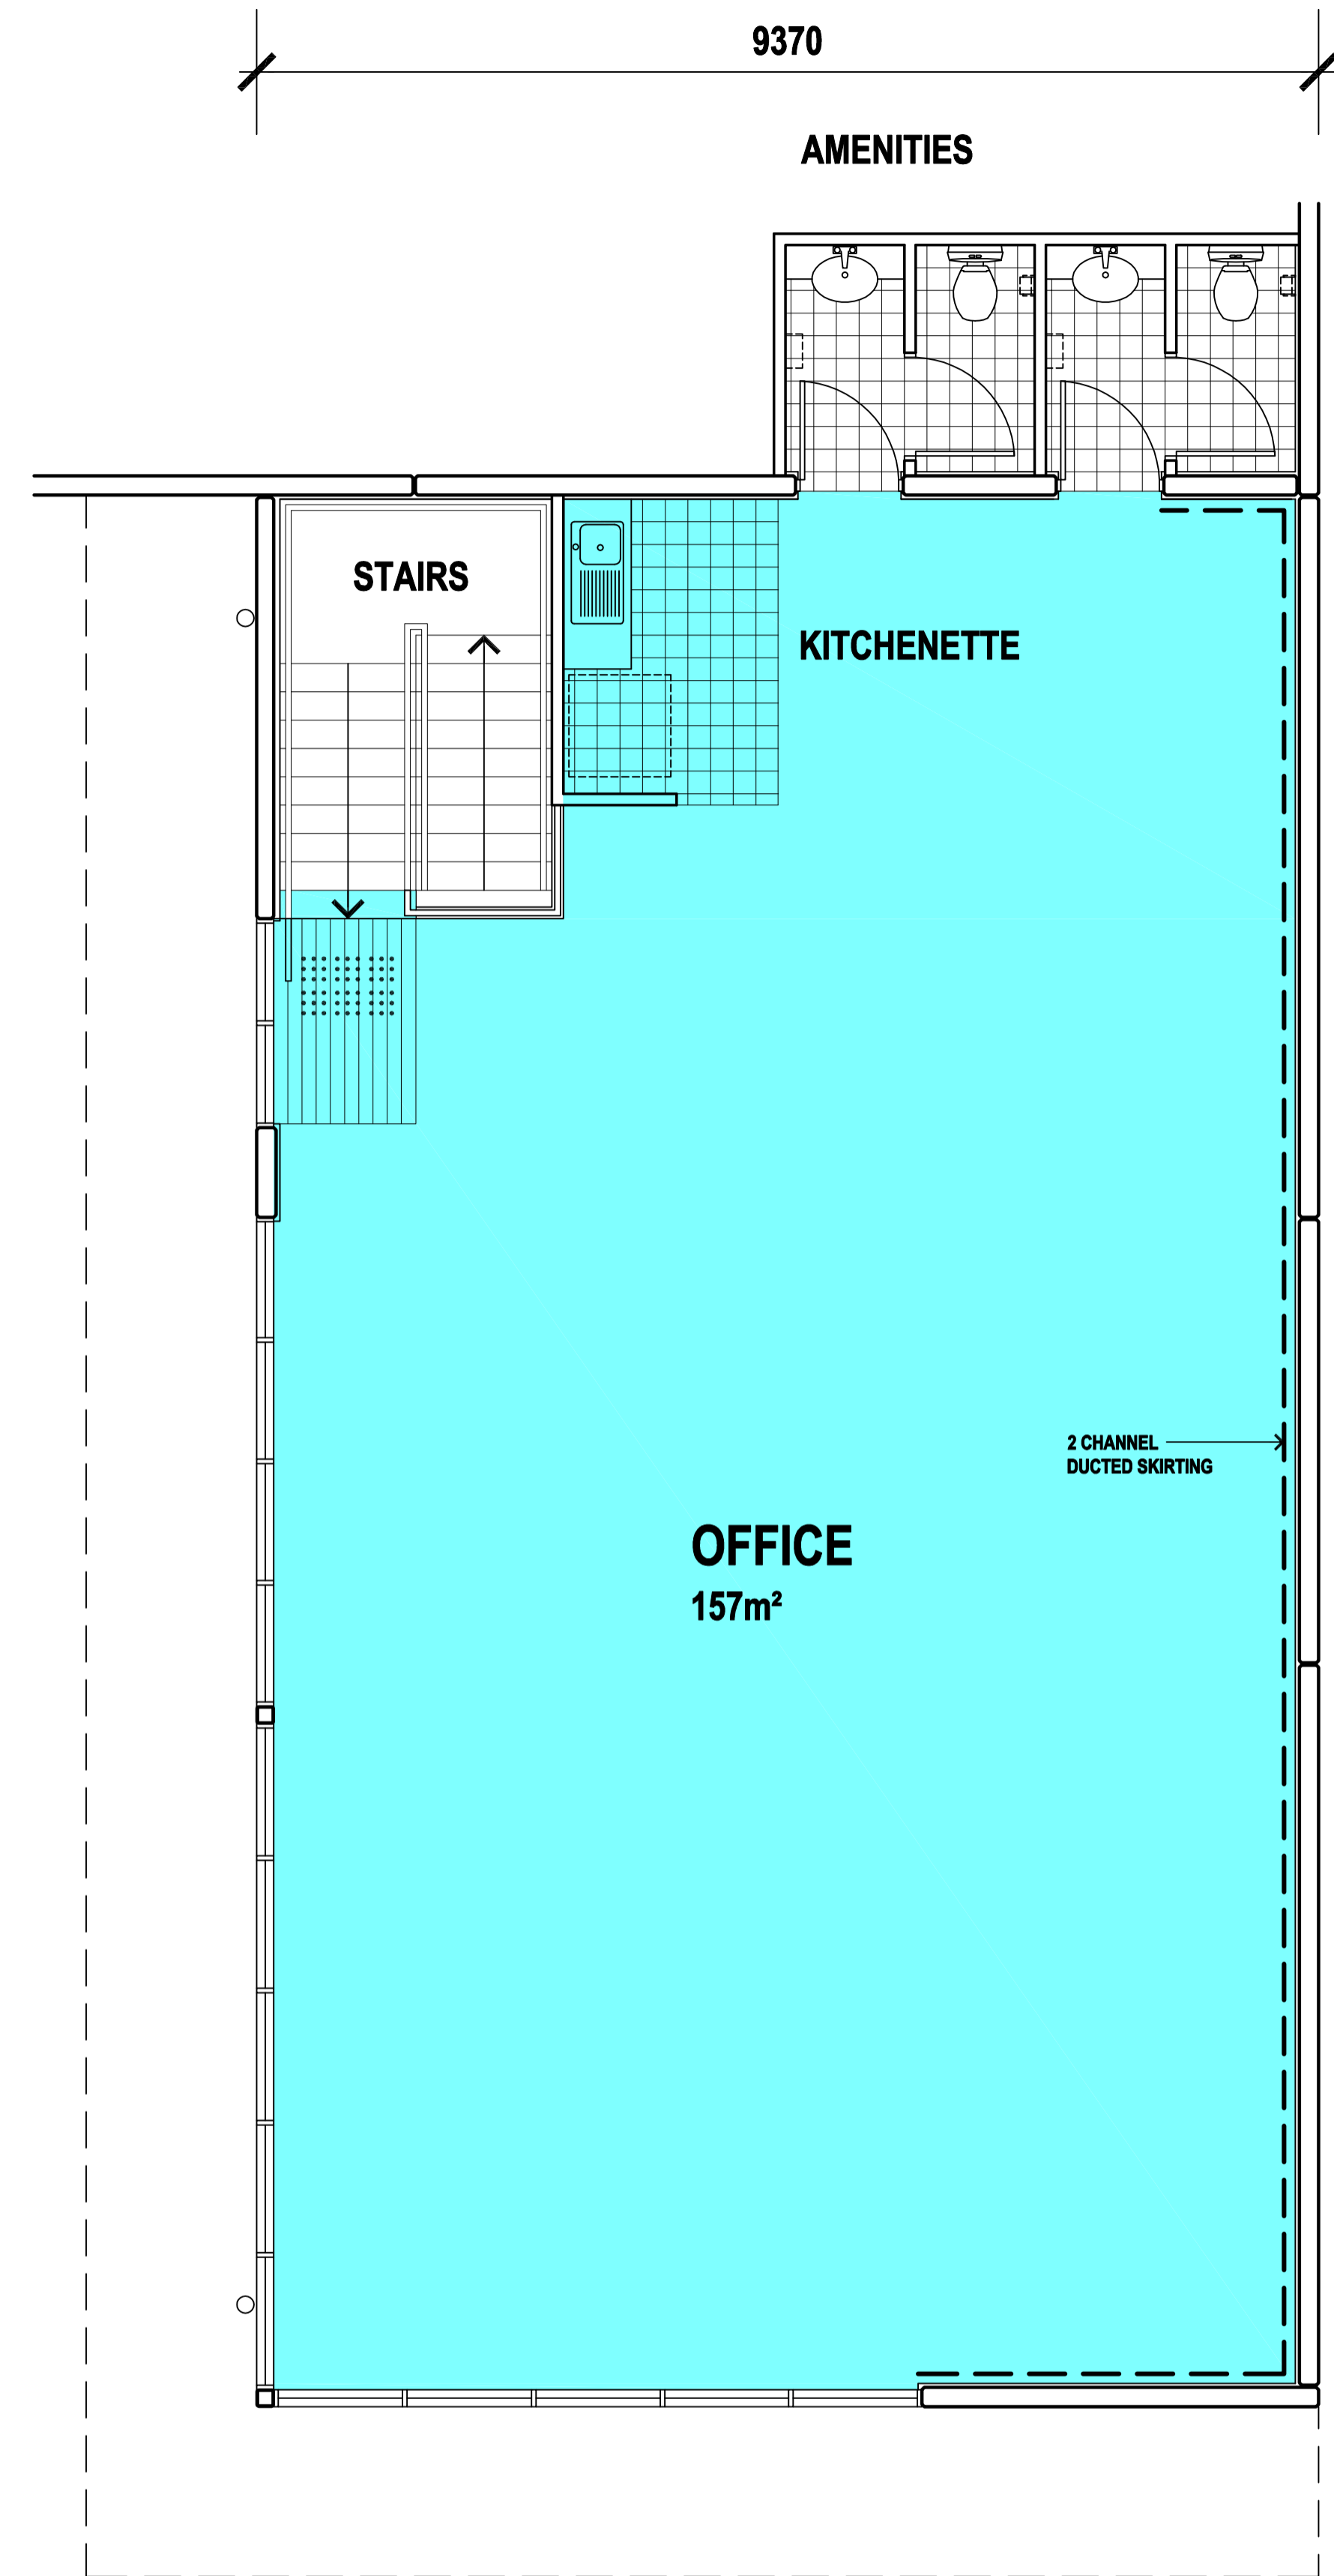 9370
AMENITIES
STAIRS
KITCHENETTE
2 CHANNEL
DUCTED SKIRTING
OFFICE
157m²